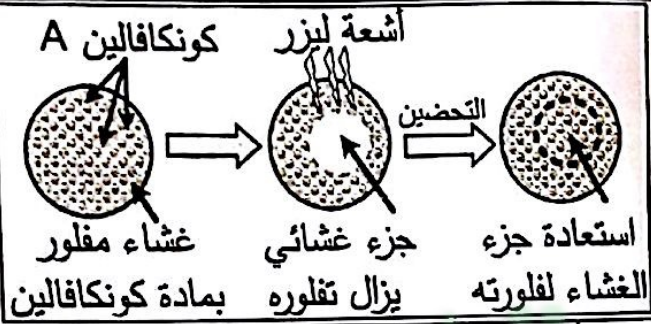 كونكافالين A
أشعة ليزر
التحضين
غشاء مفلور
بمادة كونكافالين
جزء غشائي
يزال تفلوره
استعادة جزء
الغشاء لفلورته